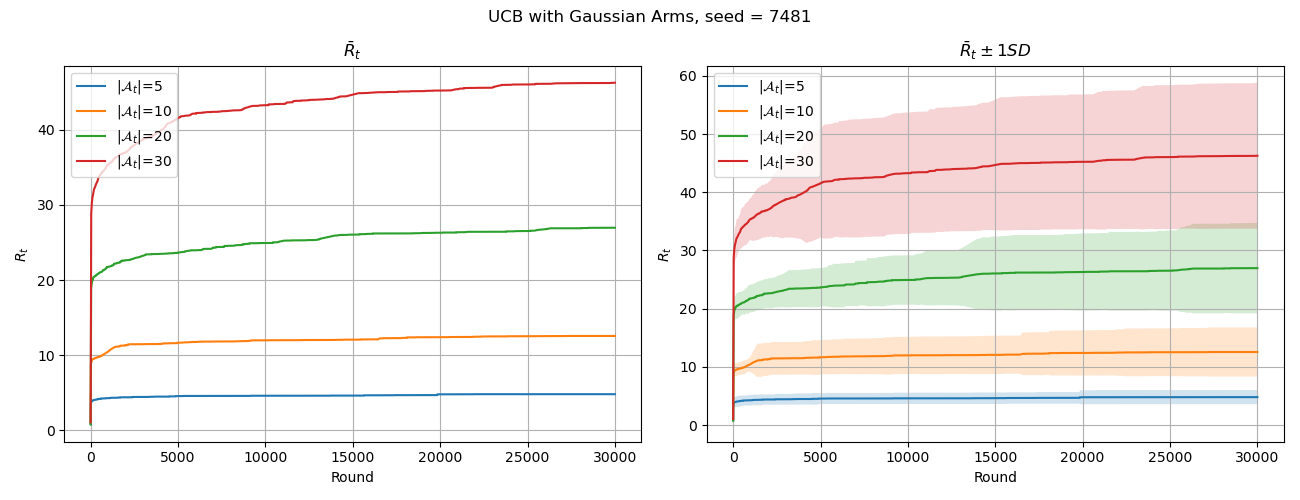 UCB with Gaussian Arms, seed = 7481
R̄ₜ
|𝒜ₜ|=5
|𝒜ₜ|=10
|𝒜ₜ|=20
|𝒜ₜ|=30
40
30
20
10
0
Rₜ
0 5000 10000 15000 20000 25000 30000
Round
R̄ₜ ± 1SD
|𝒜ₜ|=5
|𝒜ₜ|=10
|𝒜ₜ|=20
|𝒜ₜ|=30
60
50
40
30
20
10
0
Rₜ
0 5000 10000 15000 20000 25000 30000
Round